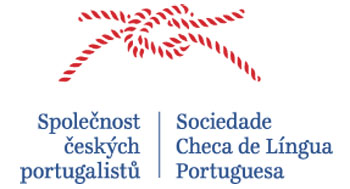 Společnost
českých
portugalistů
Sociedade
Checa de Língua
Portuguesa